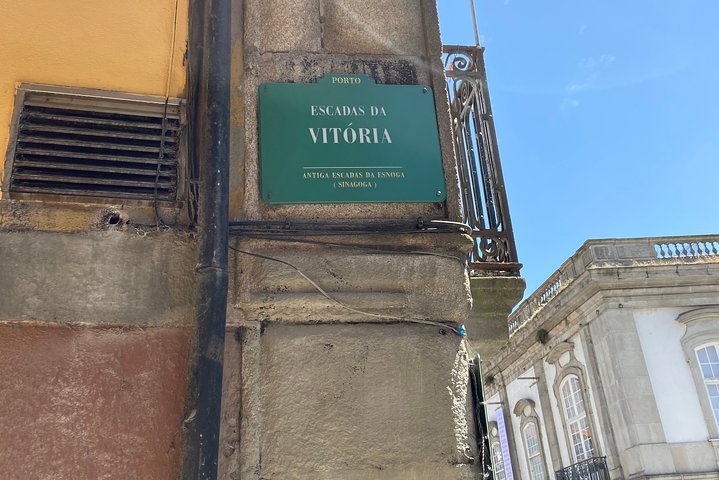 PORTO
ESCADAS DA
VITÓRIA
ANTIGA ESCADAS DA ESNOGA
( SINAGOGA )